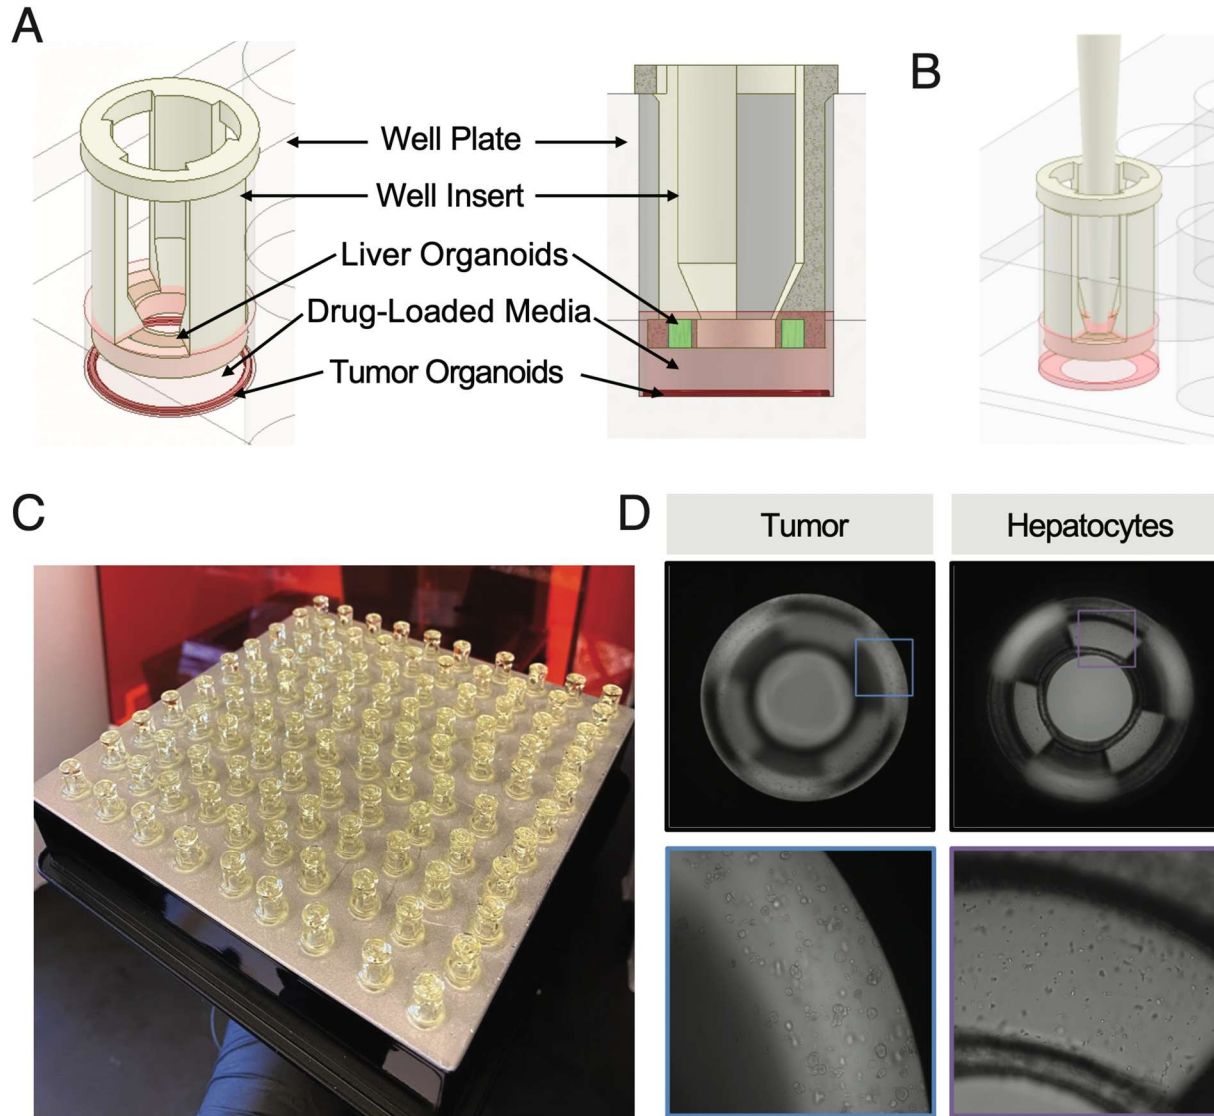 A
B
Well Plate
Well Insert
Liver Organoids
Drug-Loaded Media
Tumor Organoids
C
D
Tumor
Hepatocytes